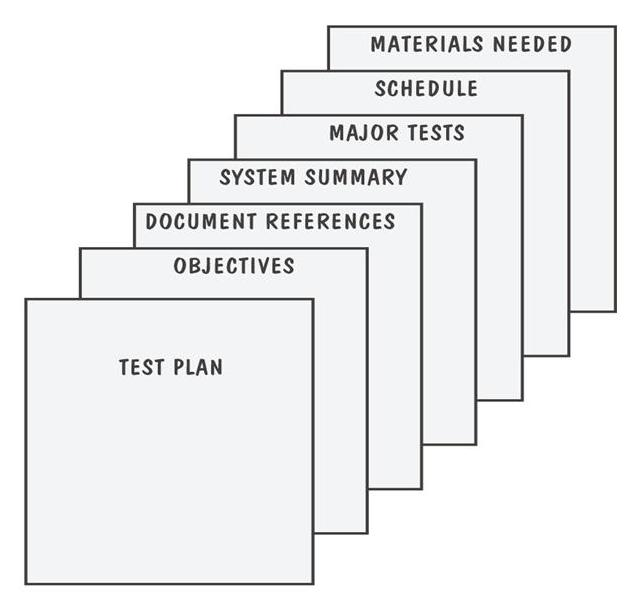 MATERIALS NEEDED
SCHEDULE
MAJOR TESTS
SYSTEM SUMMARY
DOCUMENT REFERENCES
OBJECTIVES
TEST PLAN